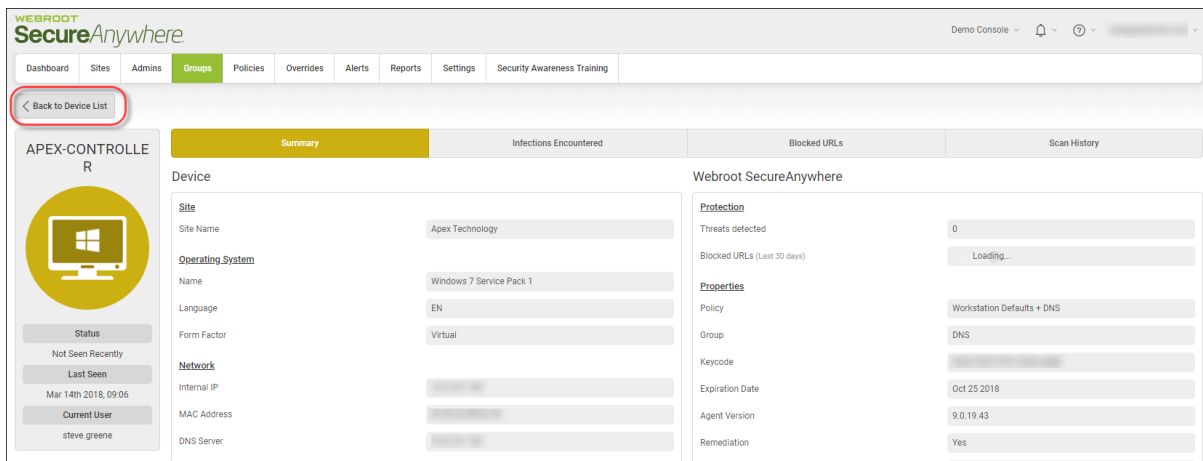 WEBROOT
SecureAnywhere.
Demo Console
Dashboard Sites Admins Groups Policies Overrides Alerts Reports Settings Security Awareness Training
Back to Device List
APEX-CONTROLLE
R
Status
Not Seen Recently
Last Seen
Mar 14th 2018, 09:06
Current User
steve.greene
Summary Infections Encountered Blocked URLs Scan History
Device
Site
Site Name Apex Technology
Operating System
Name Windows 7 Service Pack 1
Language EN
Form Factor Virtual
Network
Internal IP
MAC Address
DNS Server
Webroot SecureAnywhere
Protection
Threats detected 0
Blocked URLs (Last 30 days) Loading...
Properties
Policy Workstation Defaults + DNS
Group DNS
Keycode
Expiration Date Oct 25 2018
Agent Version 9.0.19.43
Remediation Yes